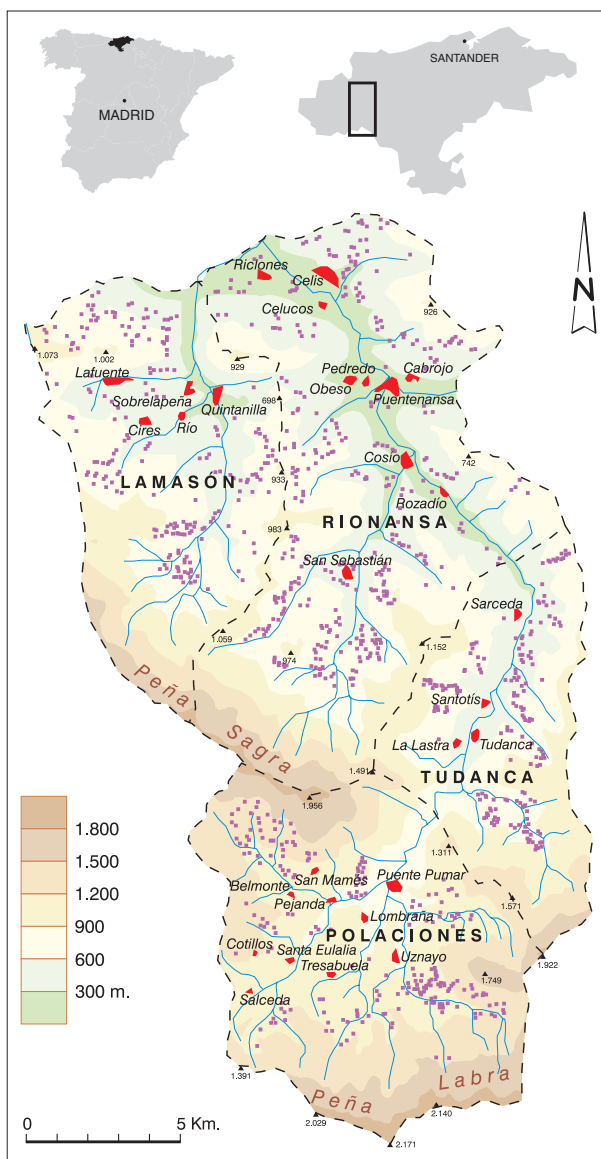 SANTANDER
MADRID
N
Riclones
Celis
Celucos
926
1.073
1.002
929
Lafuente
Pedredo
Cabrojo
Obeso
Puentenansa
Sobrelapeña
Quintanilla
698
Cires
Río
Cosio
742
LAMASÓN
933
Rozadío
RIONANSA
983
San Sebastián
Sarceda
1.059
974
1.152
Peña Sagra
Santotís
La Lastra
Tudanca
1.491
TUDANCA
1.956
1.800
1.500
1.200
900
600
300 m.
1.311
San Mamés
Puente Pumar
Belmonte
Pejanda
1.571
Lombraña
POLACIONES
Cotillos
Santa Eulalia
Uznayo
1.922
Tresabuela
1.749
Salceda
1.391
Peña Labra
2.140
2.029
2.171
0 5 Km.